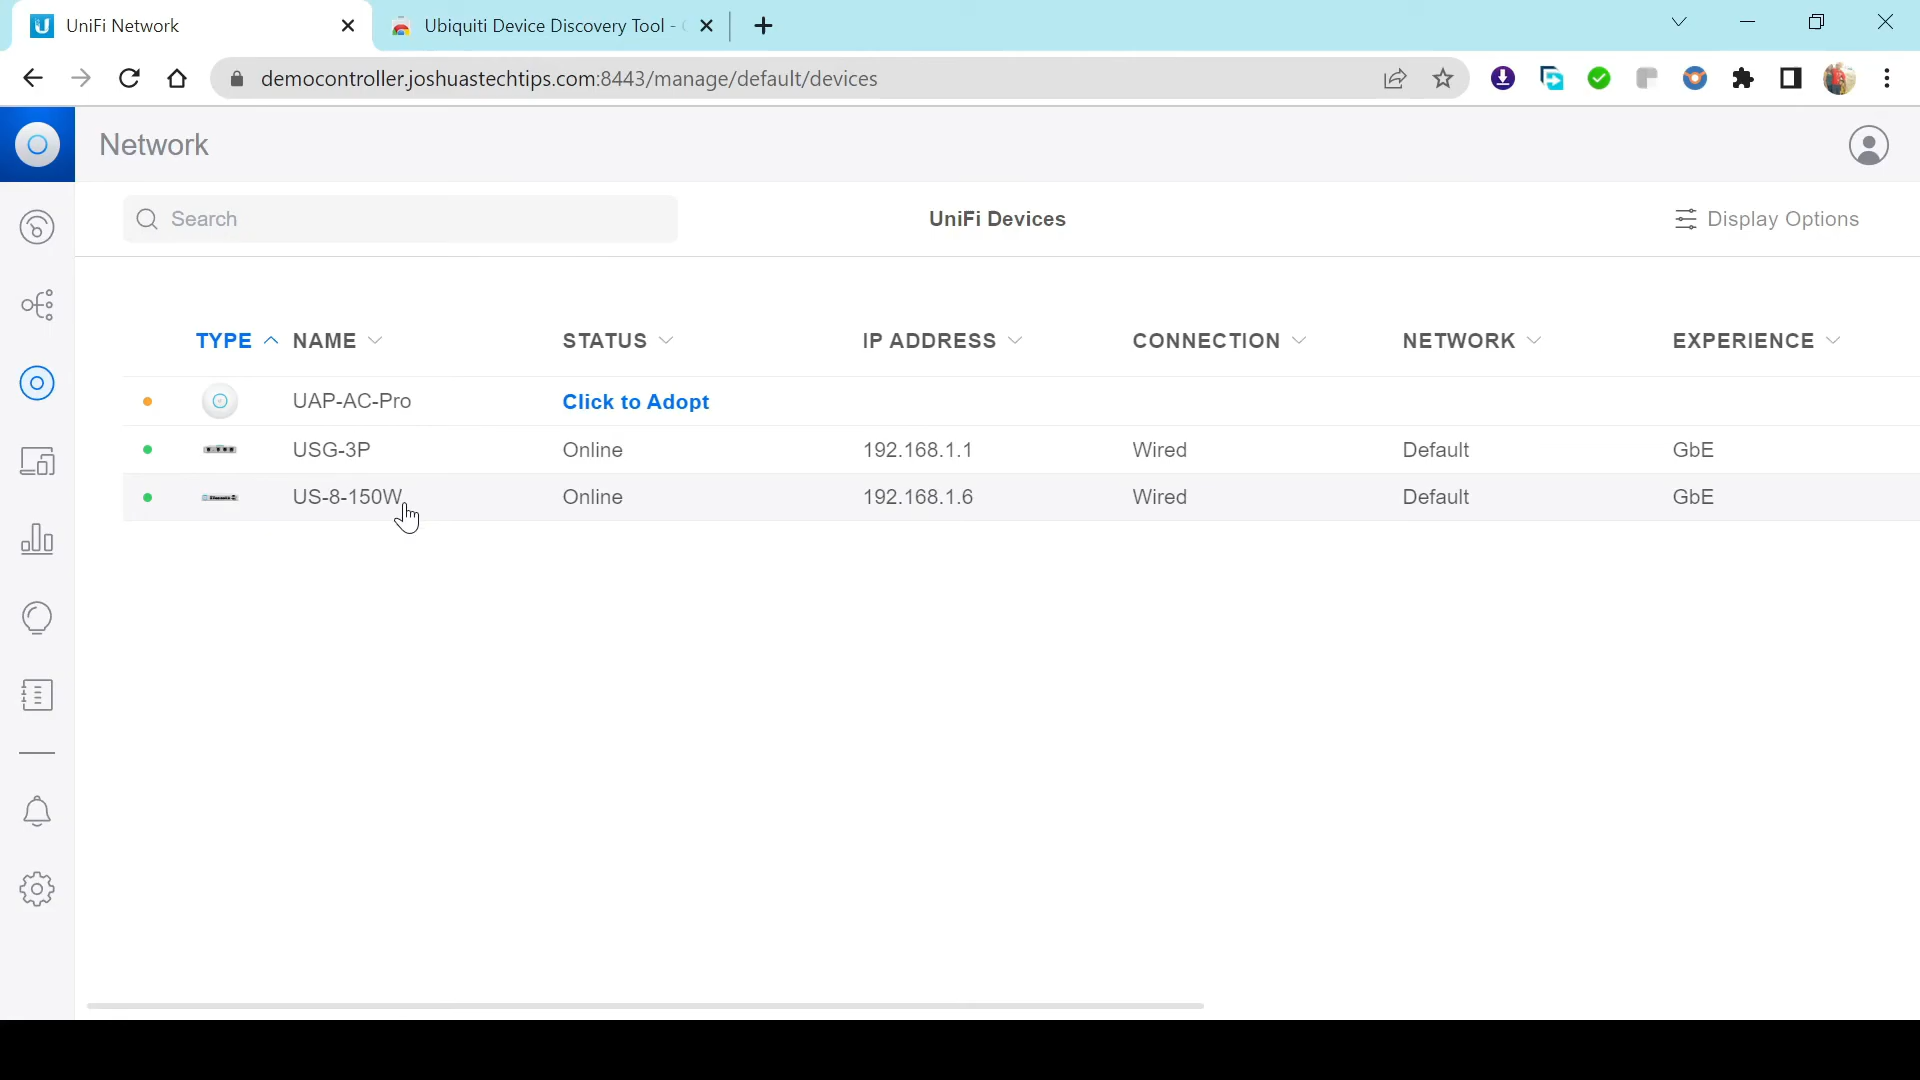 UniFi Network
Ubiquiti Device Discovery Tool -
democontroller.joshuastechtips.com:8443/manage/default/devices
Network
Search
UniFi Devices
Display Options
TYPE NAME STATUS IP ADDRESS CONNECTION NETWORK EXPERIENCE
UAP-AC-Pro Click to Adopt
USG-3P Online 192.168.1.1 Wired Default GbE
US-8-150W Online 192.168.1.6 Wired Default GbE